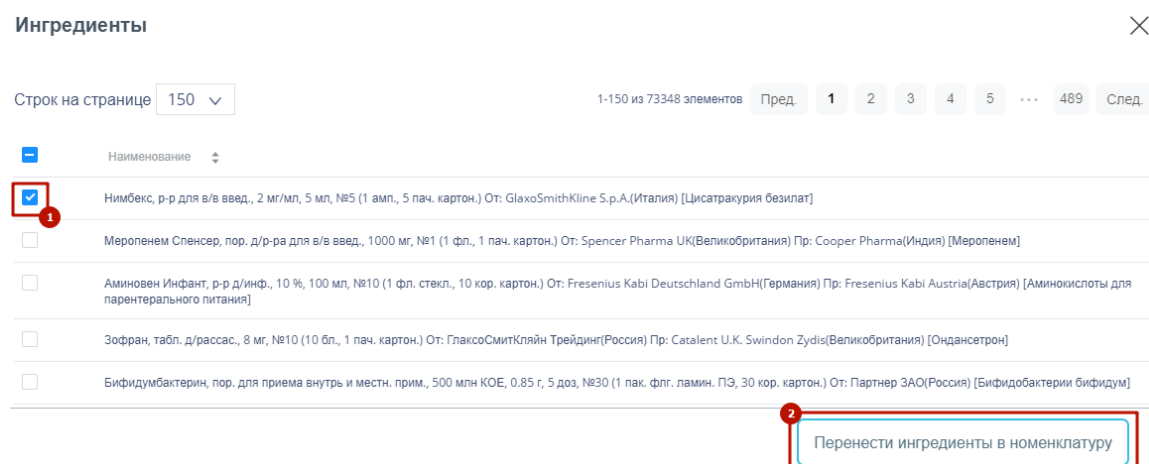 Ингредиенты
Строк на странице 150
1-150 из 73348 элементов Пред. 1 2 3 4 5 ... 489 След.
Наименование
Нимбекс, р-р для в/в введ., 2 мг/мл, 5 мл, №5 (1 амп., 5 пач. картон.) От: GlaxoSmithKline S.p.A.(Италия) [Цисатракурия безилат]
1
Меропенем Спенсер, пор. д/р-ра для в/в введ., 1000 мг, №1 (1 фл., 1 пач. картон.) От: Spencer Pharma UK(Великобритания) Пр: Cooper Pharma(Индия) [Меропенем]
Аминовен Инфант, р-р д/инф., 10 %, 100 мл, №10 (1 фл. стекл., 10 кор. картон.) От: Fresenius Kabi Deutschland GmbH(Германия) Пр: Fresenius Kabi Austria(Австрия) [Аминокислоты для
парентерального питания]
Зофран, табл. д/рассас., 8 мг, №10 (10 бл., 1 пач. картон.) От: ГлаксоСмитКляйн Трейдинг(Россия) Пр: Catalent U.K. Swindon Zydis(Великобритания) [Ондансетрон]
Бифидумбактерин, пор. для приема внутрь и местн. прим., 500 млн КОЕ, 0.85 г, 5 доз, №30 (1 пак. флг. ламин. ПЭ, 30 кор. картон.) От: Партнер ЗАО(Россия) [Бифидобактерии бифидум]
2
Перенести ингредиенты в номенклатуру